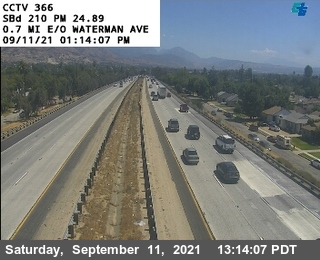 CCTV 366
SBd 210 PM 24.89
0.7 MI E/O WATERMAN AVE
09/11/21 01:14:07 PM
Saturday, September 11, 2021 13:14:07 PDT